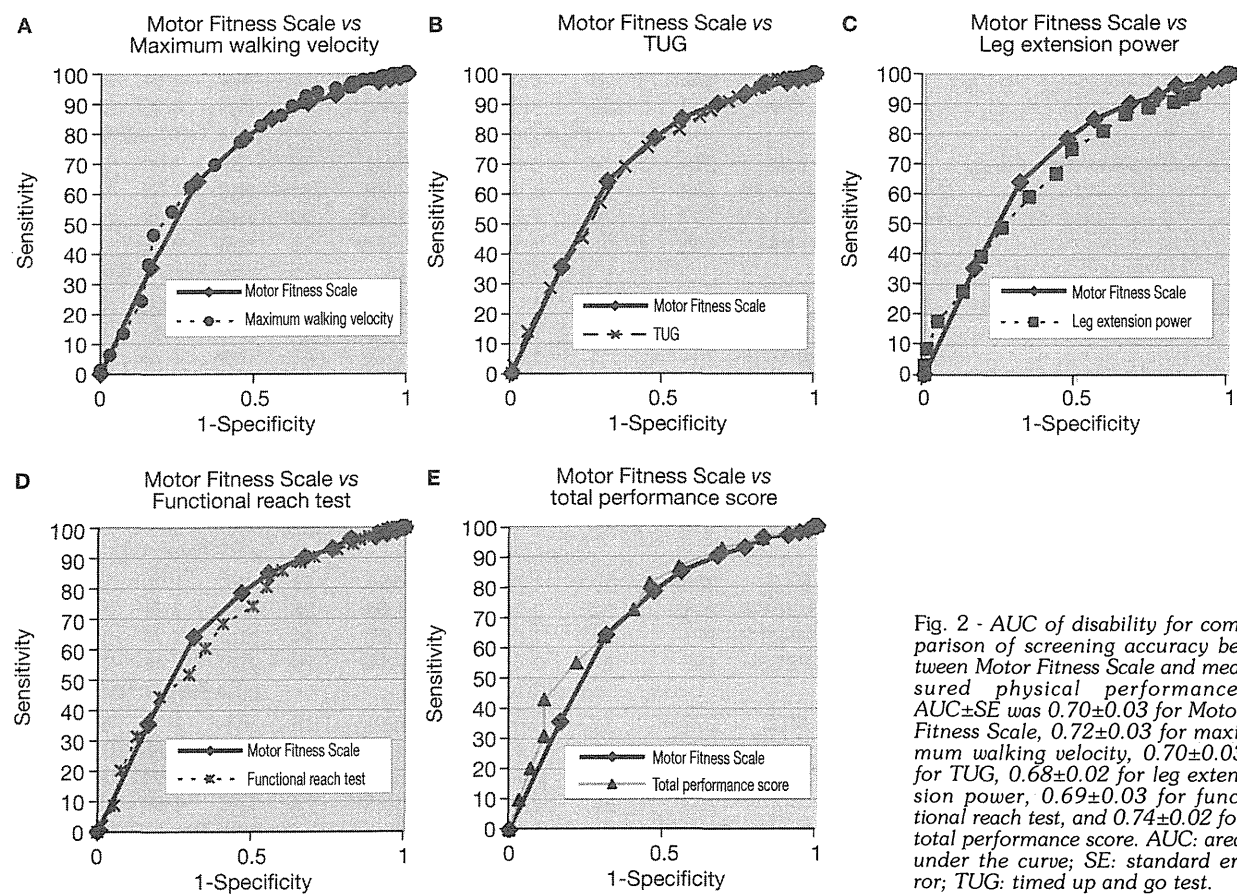 A
Motor Fitness Scale vs
Maximum walking velocity
100
90
80
70
60
50
40
30
20
10
0
Sensitivity
Motor Fitness Scale
Maximum walking velocity
0
0.5
1
1-Specificity
B
Motor Fitness Scale vs
TUG
100
90
80
70
60
50
40
30
20
10
0
Sensitivity
Motor Fitness Scale
TUG
0
0.5
1
1-Specificity
C
Motor Fitness Scale vs
Leg extension power
100
90
80
70
60
50
40
30
20
10
0
Sensitivity
Motor Fitness Scale
Leg extension power
0
0.5
1
1-Specificity
D
Motor Fitness Scale vs
Functional reach test
100
90
80
70
60
50
40
30
20
10
0
Sensitivity
Motor Fitness Scale
Functional reach test
0
0.5
1
1-Specificity
E
Motor Fitness Scale vs
total performance score
100
90
80
70
60
50
40
30
20
10
0
Sensitivity
Motor Fitness Scale
Total performance score
0
0.5
1
1-Specificity
Fig. 2 - AUC of disability for com
parison of screening accuracy be
tween Motor Fitness Scale and mea
sured physical performance
AUC±SE was 0.70±0.03 for Motor
Fitness Scale, 0.72±0.03 for maxi
mum walking velocity, 0.70±0.03
for TUG, 0.68±0.02 for leg exten
sion power, 0.69±0.03 for func
tional reach test, and 0.74±0.02 for
total performance score. AUC: area
under the curve; SE: standard er
ror; TUG: timed up and go test.